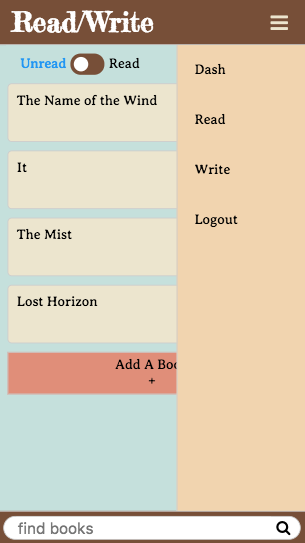 Read/Write
Unread Read
The Name of the Wind
It
The Mist
Lost Horizon
Add A Boo
+
Dash
Read
Write
Logout
find books